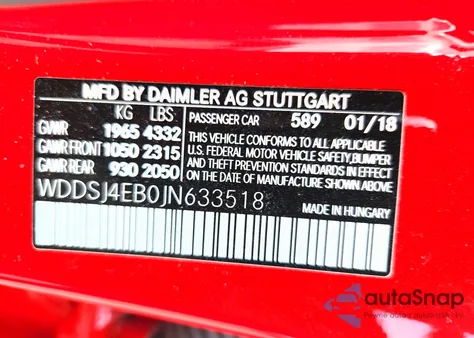 MFD BY DAIMLER AG STUTTGART
KG LBS PASSENGER CAR 589 01/18
GVWR 1965 4332
GAWR FRONT 1050 2315
GAWR REAR 930 2050
THIS VEHICLE CONFORMS TO ALL APPLICABLE
U.S. FEDERAL MOTOR VEHICLE SAFETY, BUMPER
AND THEFT PREVENTION STANDARDS IN EFFECT
ON THE DATE OF MANUFACTURE SHOWN ABOVE.
WDDSJ4EB0JN633518
MADE IN HUNGARY
autoSnap